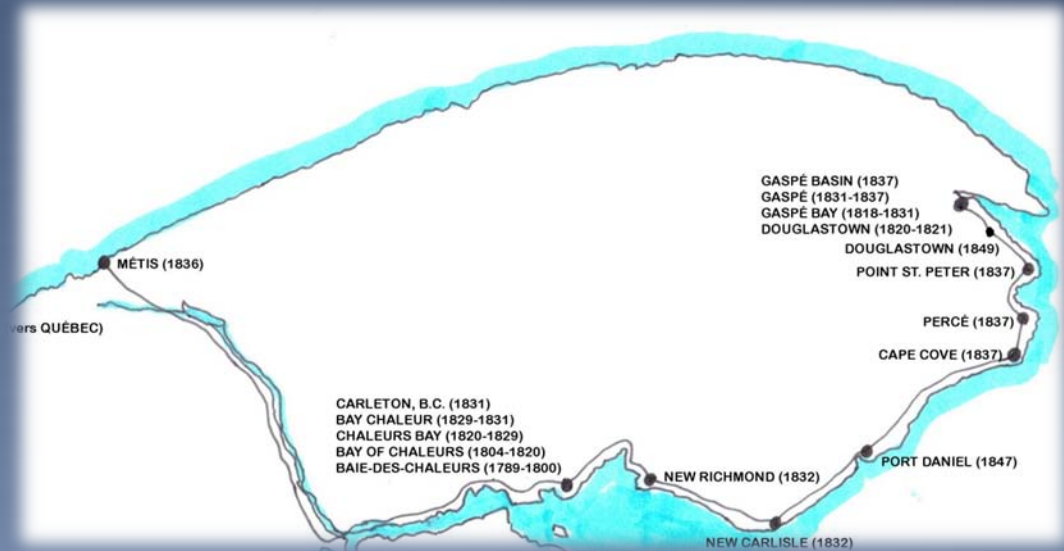 GASPÉ BASIN (1837)
GASPÉ (1831-1837)
GASPÉ BAY (1818-1831)
DOUGLASTOWN (1820-1821)
DOUGLASTOWN (1849)
POINT ST. PETER (1837)
MÉTIS (1836)
PERCÉ (1837)
vers QUÉBEC)
CAPE COVE (1837)
CARLETON, B.C. (1831)
BAY CHALEUR (1829-1831)
CHALEURS BAY (1820-1829)
BAY OF CHALEURS (1804-1820)
BAIE-DES-CHALEURS (1789-1800)
PORT DANIEL (1847)
NEW RICHMOND (1832)
NEW CARLISLE (1832)